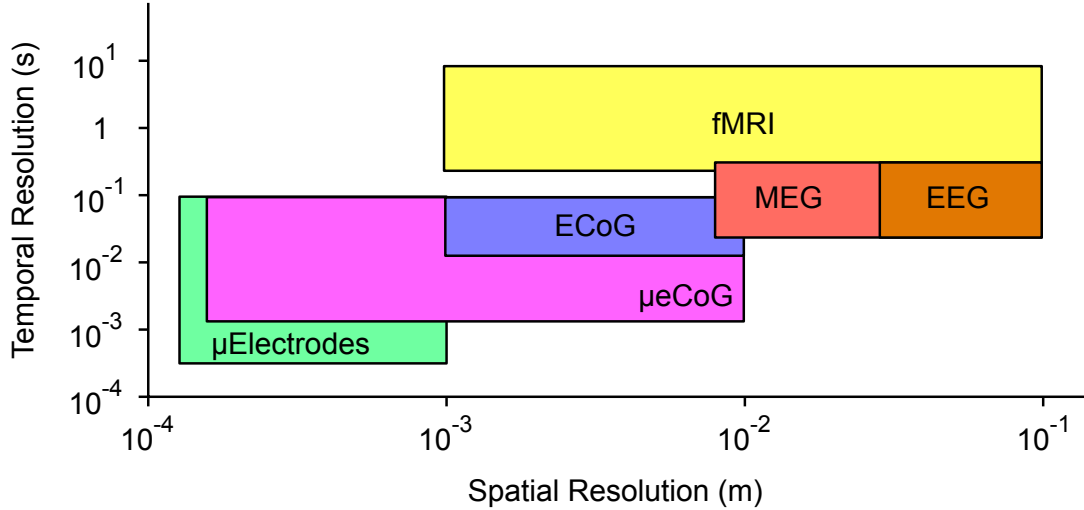 Temporal Resolution (s)
10^1
1
10^-1
10^-2
10^-3
10^-4
fMRI
MEG
EEG
ECoG
µeCoG
µElectrodes
10^-4
10^-3
10^-2
10^-1
Spatial Resolution (m)